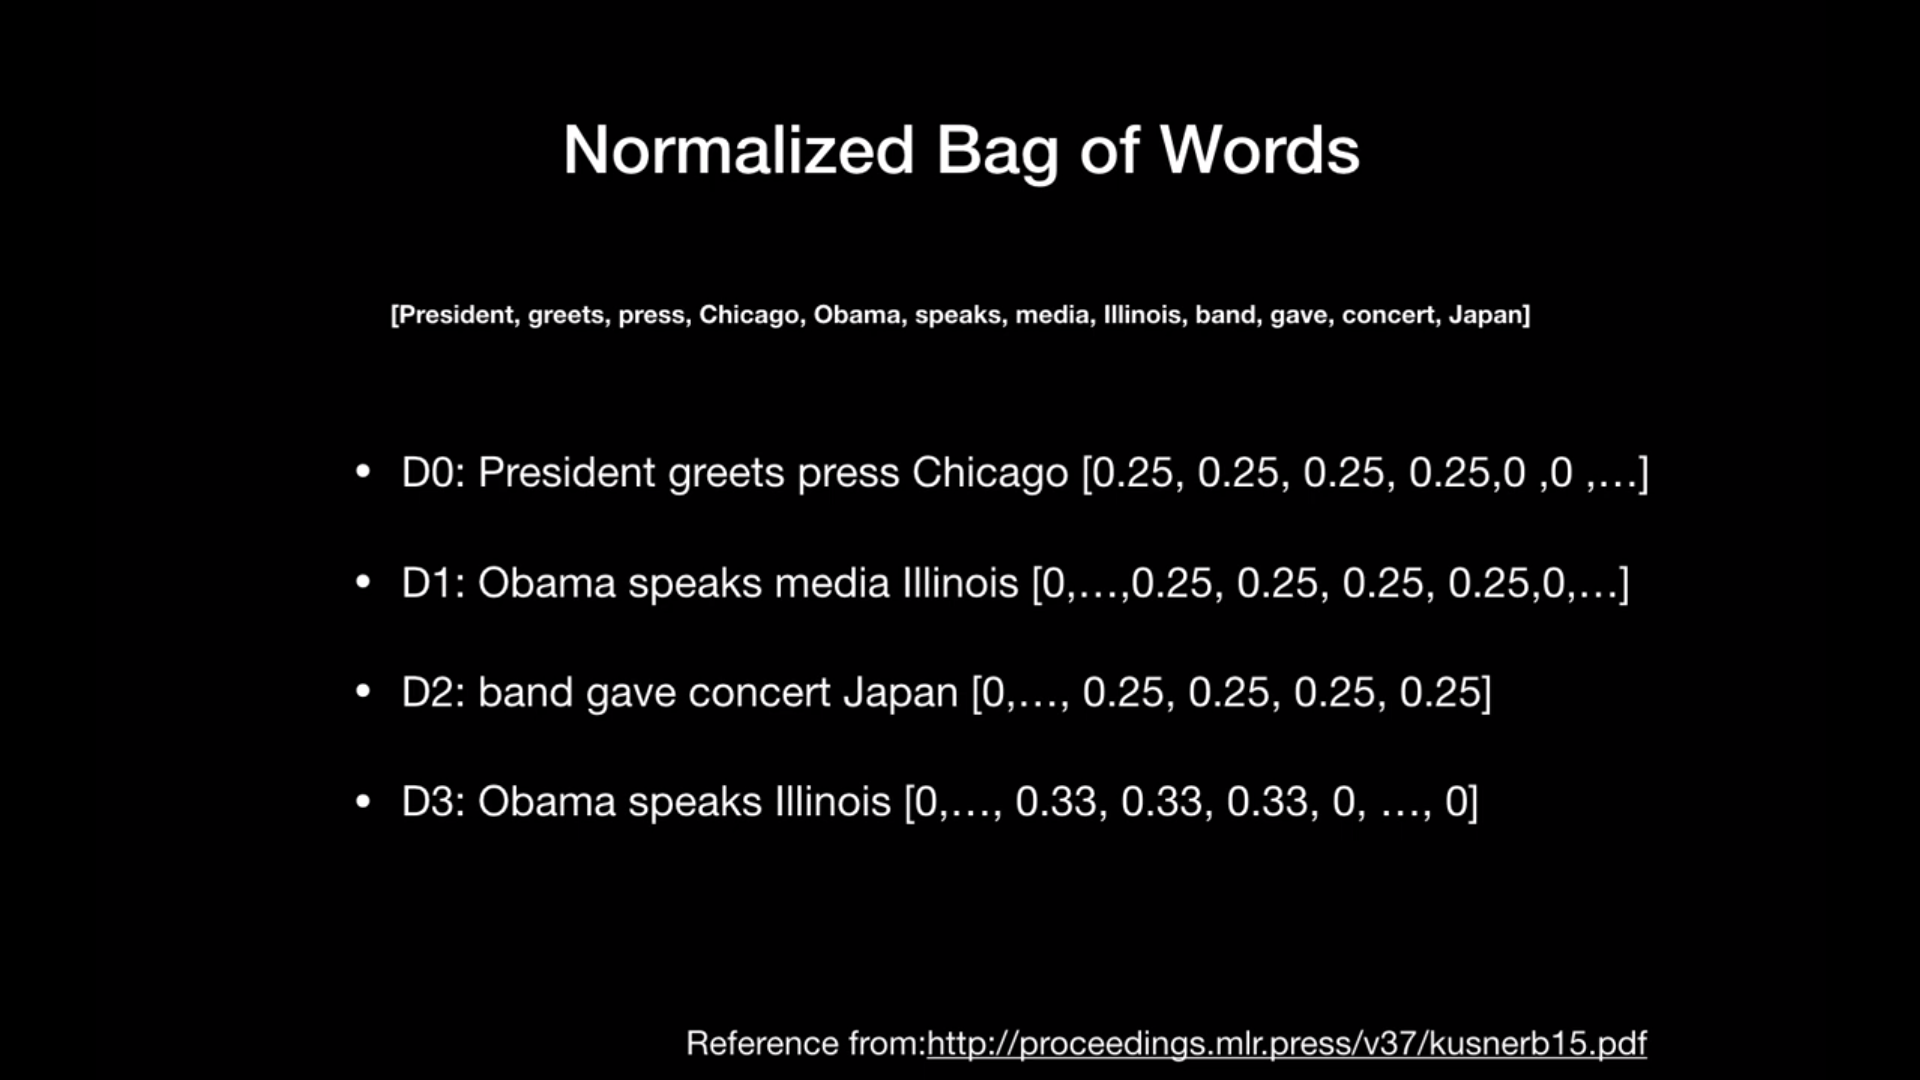 Normalized Bag of Words
[President, greets, press, Chicago, Obama, speaks, media, Illinois, band, gave, concert, Japan]
• D0: President greets press Chicago [0.25, 0.25, 0.25, 0.25,0 ,0 ,…]
• D1: Obama speaks media Illinois [0,…,0.25, 0.25, 0.25, 0.25,0,…]
• D2: band gave concert Japan [0,…, 0.25, 0.25, 0.25, 0.25]
• D3: Obama speaks Illinois [0,…, 0.33, 0.33, 0.33, 0, …, 0]
Reference from:http://proceedings.mlr.press/v37/kusnerb15.pdf